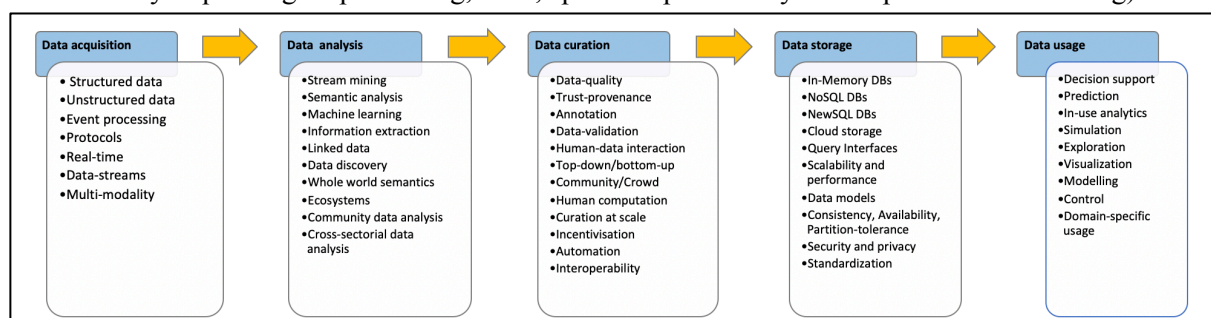 Data acquisition
• Structured data
•Unstructured data
•Event processing
•Protocols
•Real-time
•Data-streams
•Multi-modality
Data analysis
•Stream mining
•Semantic analysis
•Machine learning
•Information extraction
•Linked data
•Data discovery
•Whole world semantics
•Ecosystems
•Community data analysis
•Cross-sectorial data
analysis
Data curation
•Data-quality
•Trust-provenance
•Annotation
•Data-validation
•Human-data interaction
•Top-down/bottom-up
•Community/Crowd
•Human computation
•Curation at scale
•Incentivisation
•Automation
•Interoperability
Data storage
•In-Memory DBs
•NoSQL DBs
•NewSQL DBs
•Cloud storage
•Query Interfaces
•Scalability and
performance
•Data models
•Consistency, Availability,
Partition-tolerance
•Security and privacy
•Standardization
Data usage
•Decision support
•Prediction
•In-use analytics
•Simulation
•Exploration
•Visualization
•Modelling
•Control
•Domain-specific
usage